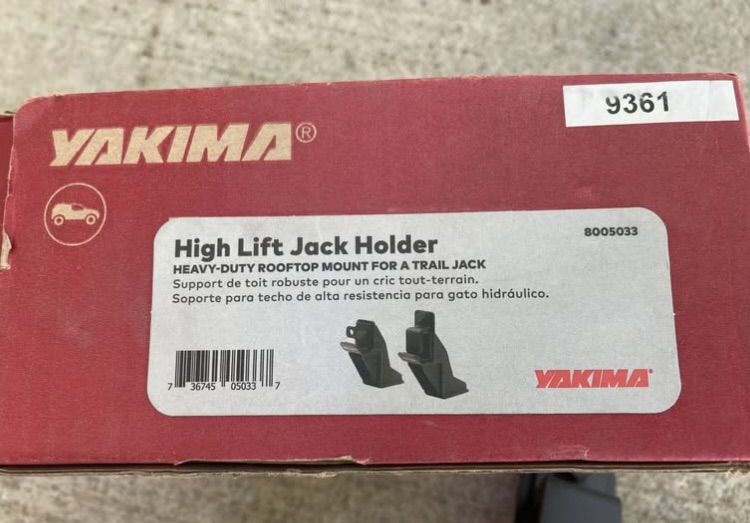 9361
YAKIMA®
8005033
High Lift Jack Holder
HEAVY-DUTY ROOFTOP MOUNT FOR A TRAIL JACK
Support de toit robuste pour un cric tout-terrain.
Soporte para techo de alta resistencia para gato hidráulico.
7 36745 05033 7
YAKIMA